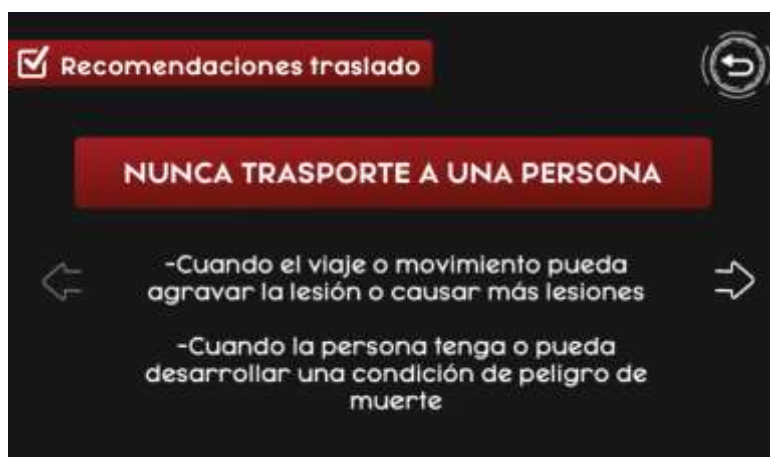 Recomendaciones traslado
NUNCA TRASPORTE A UNA PERSONA
-Cuando el viaje o movimiento pueda
agravar la lesión o causar más lesiones
-Cuando la persona tenga o pueda
desarrollar una condición de peligro de
muerte